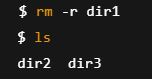 $ rm -r dir1
$ ls
dir2  dir3